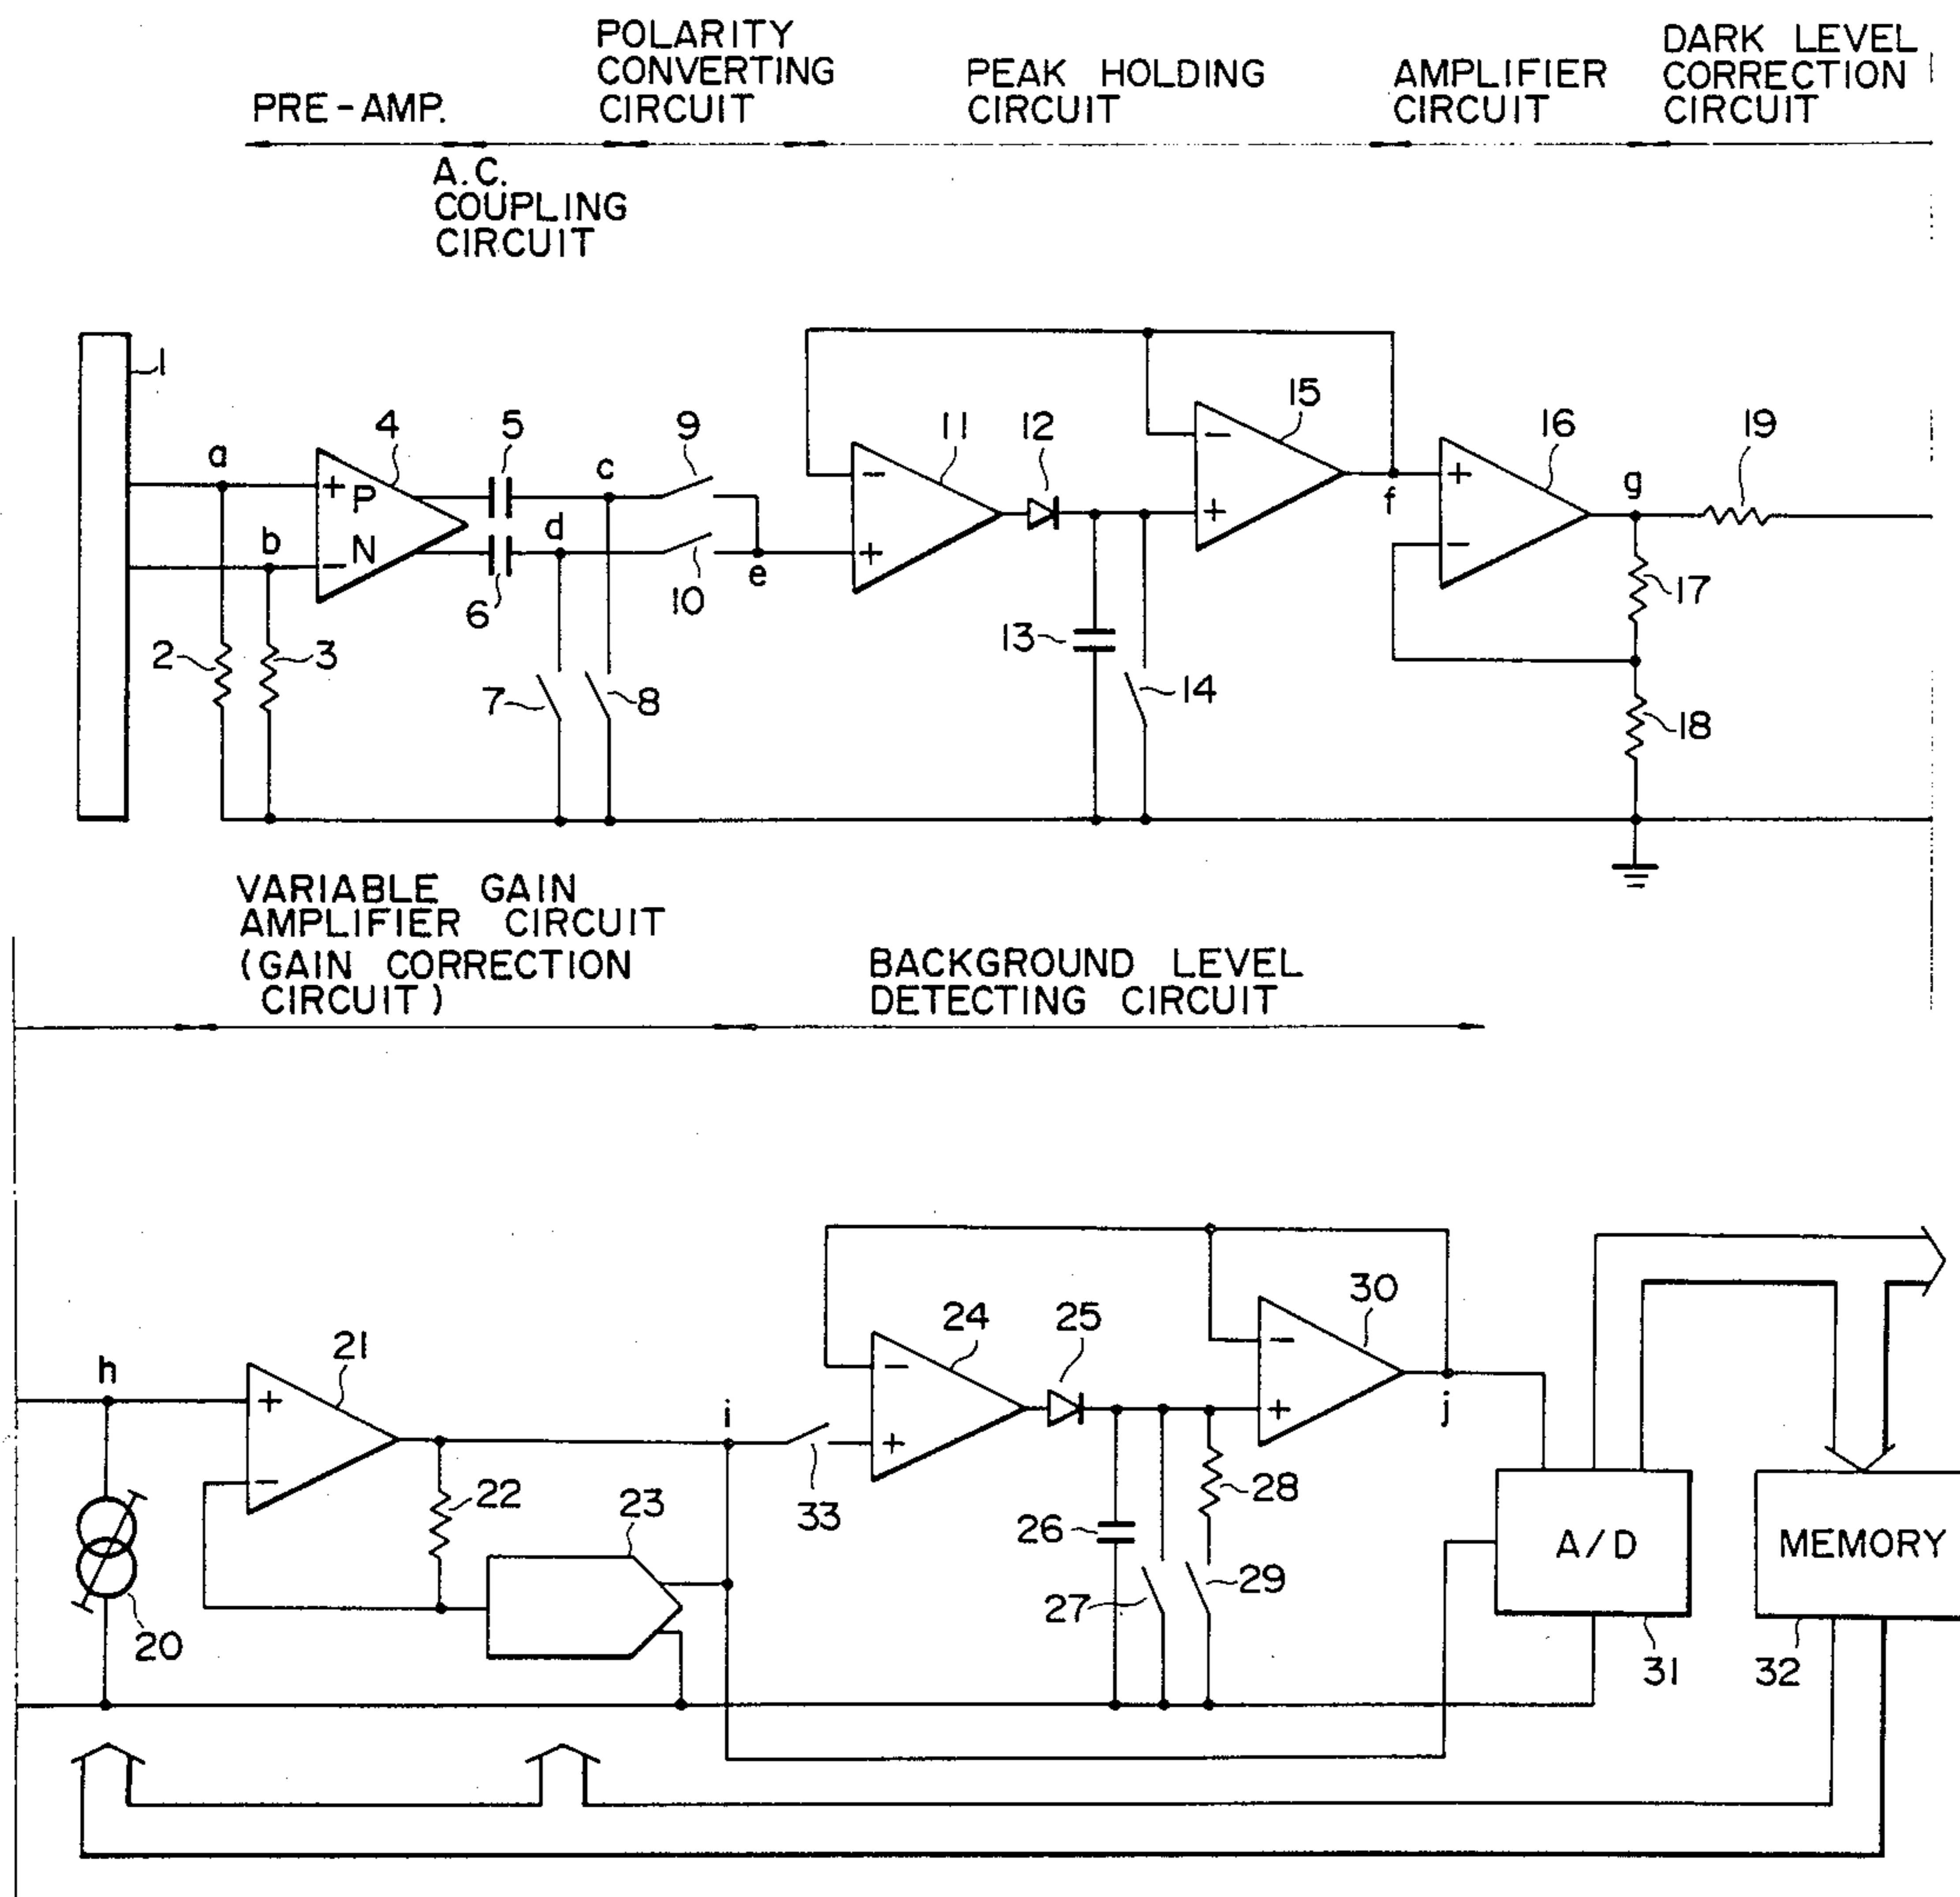 POLARITY
CONVERTING
CIRCUIT
PEAK HOLDING
CIRCUIT
AMPLIFIER
CIRCUIT
DARK LEVEL
CORRECTION
CIRCUIT
PRE-AMP.
A.C.
COUPLING
CIRCUIT
1
a
b
4
+ P
- N
5
6
c
d
9
10
e
2
3
7
8
11
-
+
12
13
14
15
-
+
f
16
+
-
g
19
17
18
VARIABLE GAIN
AMPLIFIER CIRCUIT
(GAIN CORRECTION
CIRCUIT)
BACKGROUND LEVEL
DETECTING CIRCUIT
h
21
+
-
20
22
23
i
33
24
-
+
25
26
27
28
29
30
-
+
j
A/D
31
MEMORY
32